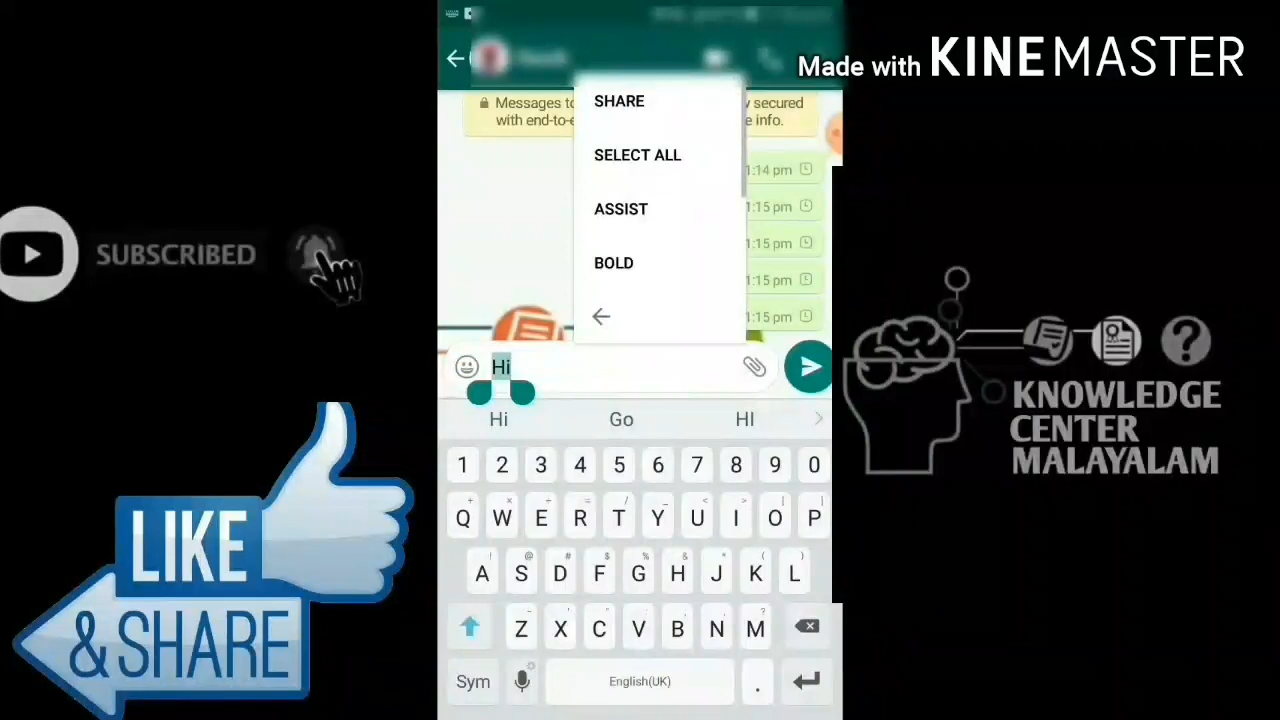 Made with KINEMASTER
Messages to
y secured
with end-to-e
e info.
SHARE
SELECT ALL
ASSIST
BOLD
1:14 pm
1:15 pm
1:15 pm
1:15 pm
1:15 pm
SUBSCRIBED
Hi
Hi Go HI
1 2 3 4 5 6 7 8 9 0
Q W E R T Y U I O P
A S D F G H J K L
Z X C V B N M
Sym English(UK) .
LIKE
& SHARE
KNOWLEDGE
CENTER
MALAYALAM